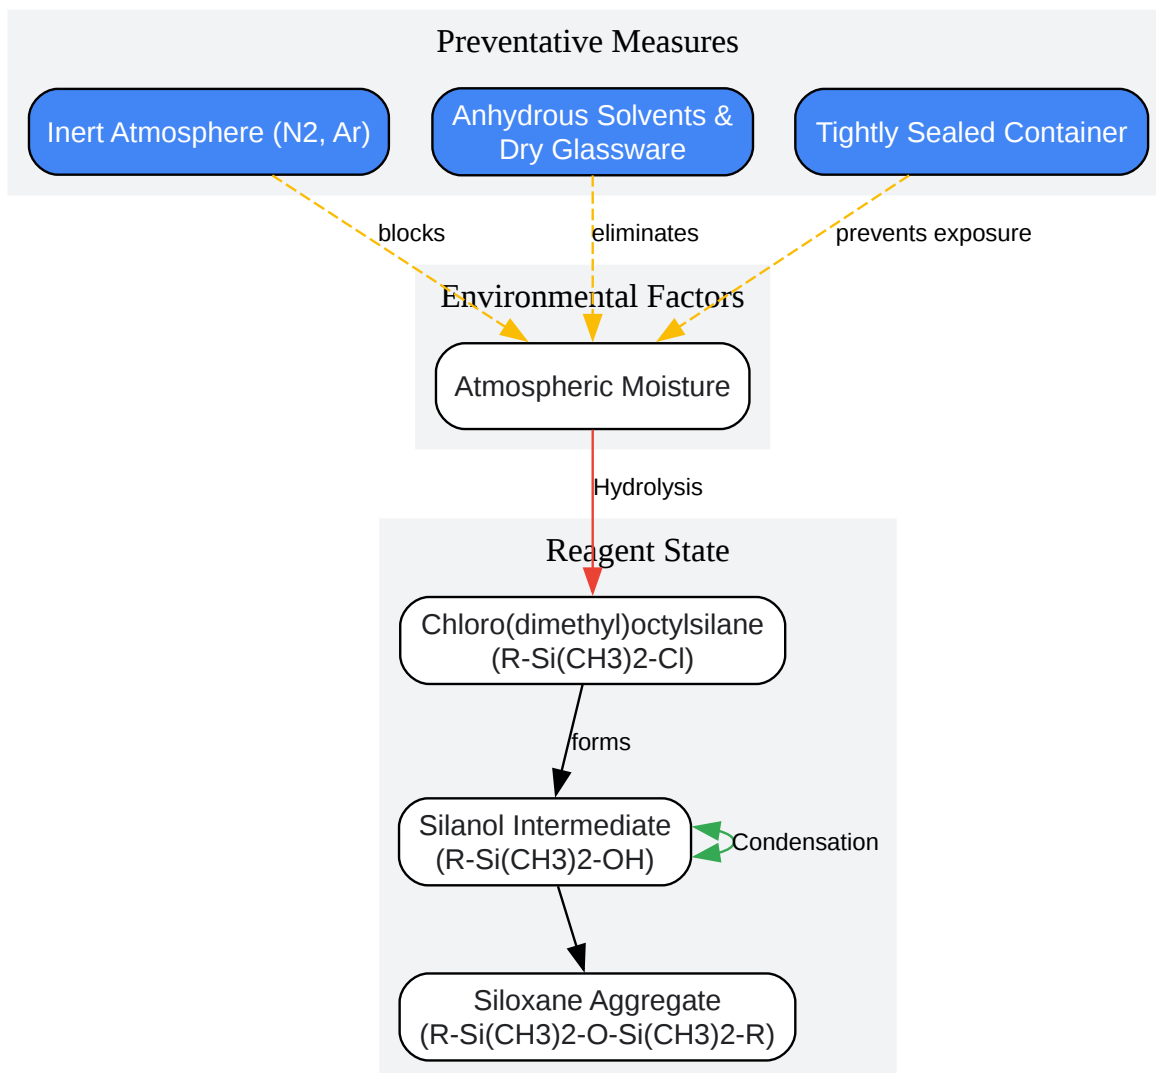 Preventative Measures
Inert Atmosphere (N2, Ar)
Anhydrous Solvents &
Dry Glassware
Tightly Sealed Container
blocks
eliminates
prevents exposure
Environmental Factors
Atmospheric Moisture
Hydrolysis
Reagent State
Chloro(dimethyl)octylsilane
(R-Si(CH3)2-Cl)
forms
Silanol Intermediate
(R-Si(CH3)2-OH)
Condensation
Siloxane Aggregate
(R-Si(CH3)2-O-Si(CH3)2-R)